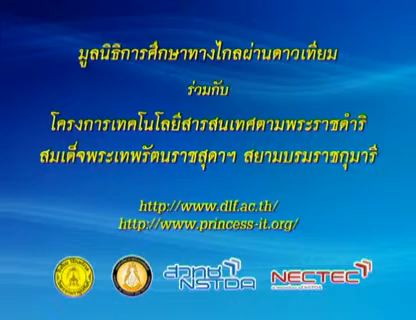 มูลนิธิการศึกษาทางไกลผ่านดาวเทียม
ร่วมกับ
โครงการเทคโนโลยีสารสนเทศตามพระราชดำริ
สมเด็จพระเทพรัตนราชสุดาฯ สยามบรมราชกุมารี
http://www.dlf.ac.th/
http://www.princess-it.org/
สวทช
NSTDA
NECTEC